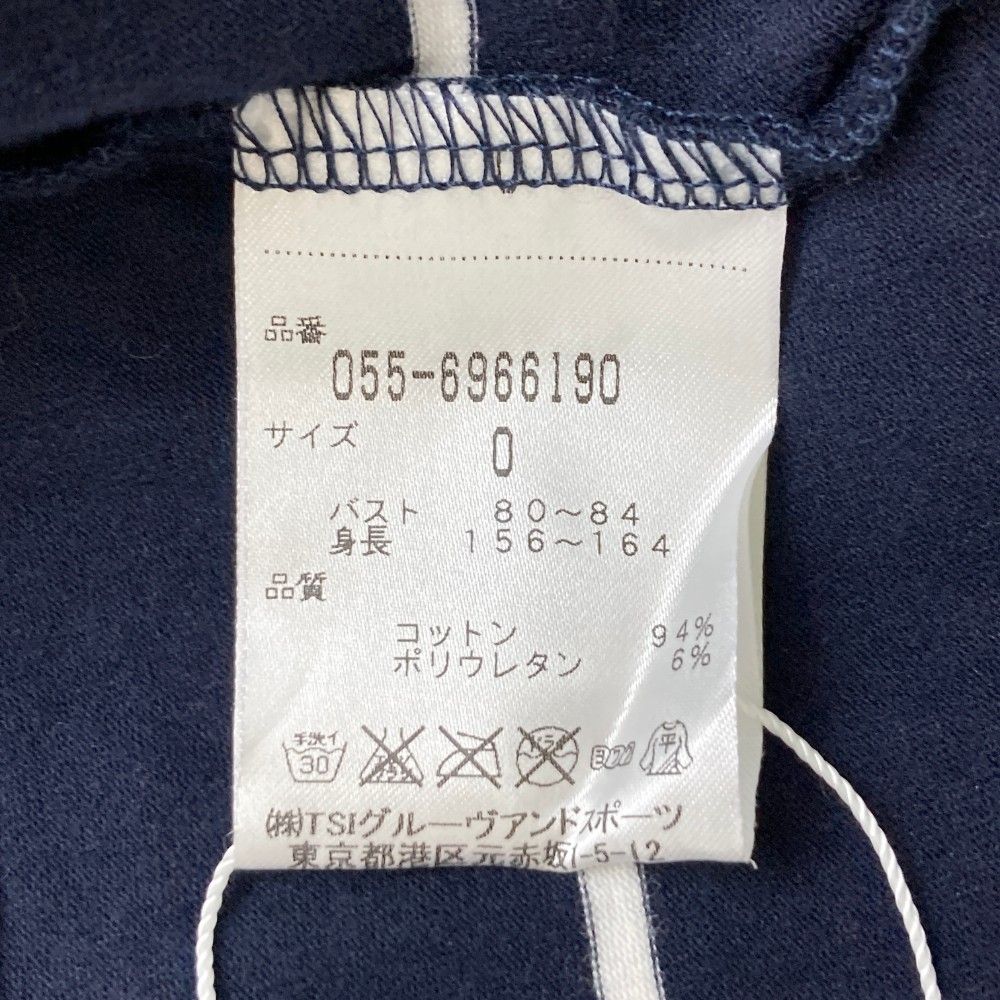 品番
055-6966190
サイズ 0
バスト 80～84
身長 156～164
品質
コットン 94%
ポリウレタン 6%
手洗イ 30 平
㈱TSIグルーヴアンドスポーツ
東京都港区元赤坂1-5-12